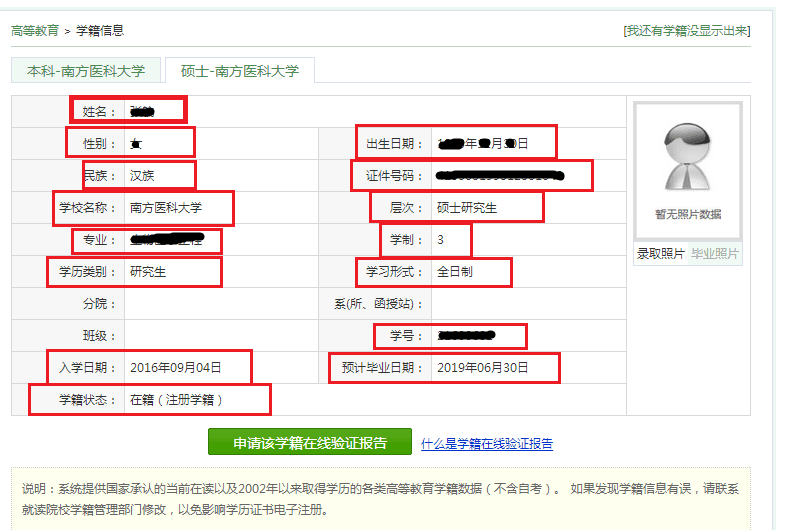 高等教育 > 学籍信息 [我还有学籍没显示出来]
本科-南方医科大学 硕士-南方医科大学
姓名：
性别： 出生日期： 年 月 日
民族： 汉族 证件号码：
学校名称： 南方医科大学 层次： 硕士研究生
暂无照片数据
专业： 学制： 3
录取照片 毕业照片
学历类别： 研究生 学习形式： 全日制
分院： 系(所、函授站)：
班级： 学号：
入学日期： 2016年09月04日 预计毕业日期： 2019年06月30日
学籍状态： 在籍（注册学籍）
申请该学籍在线验证报告 什么是学籍在线验证报告
说明：系统提供国家承认的当前在读以及2002年以来取得学历的各类高等教育学籍数据（不含自考）。 如果发现学籍信息有误，请联系
就读院校学籍管理部门修改，以免影响学历证书电子注册。